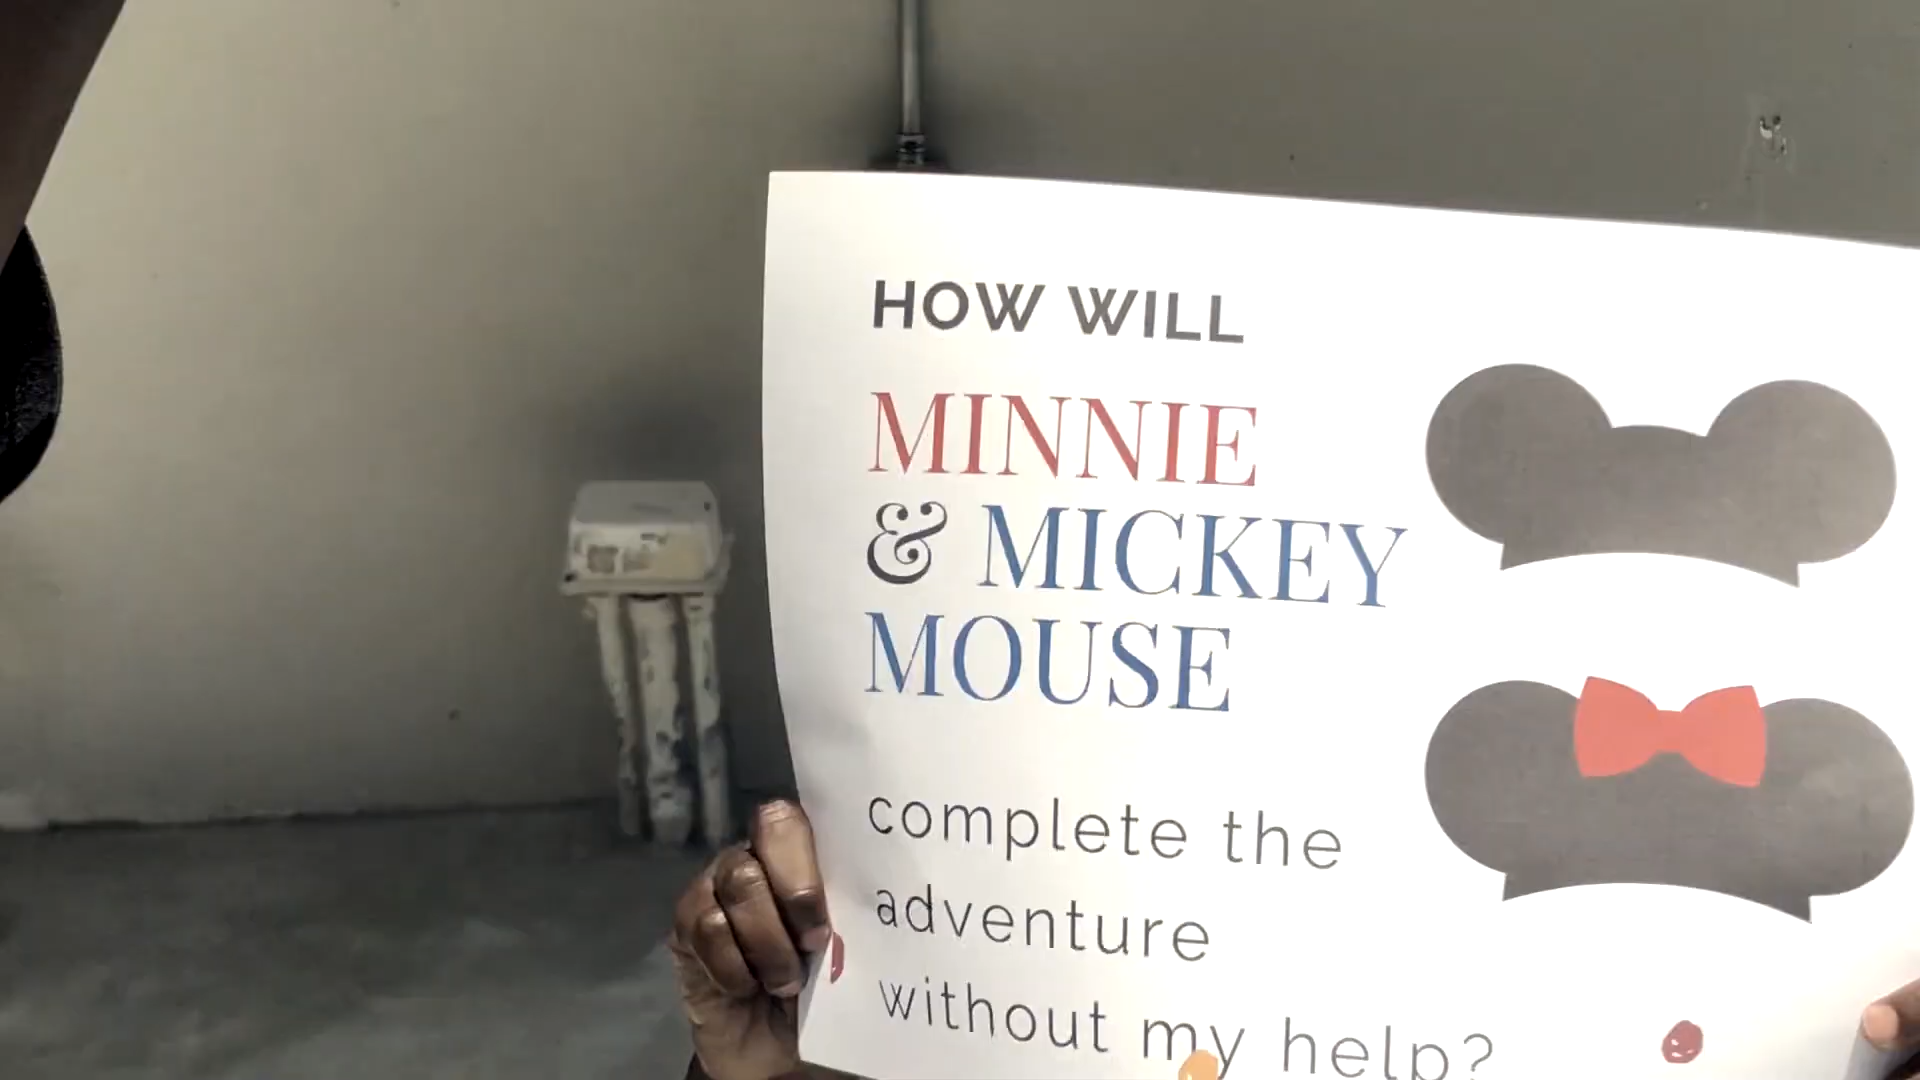 HOW WILL
MINNIE
& MICKEY
MOUSE
complete the
adventure
without my help?